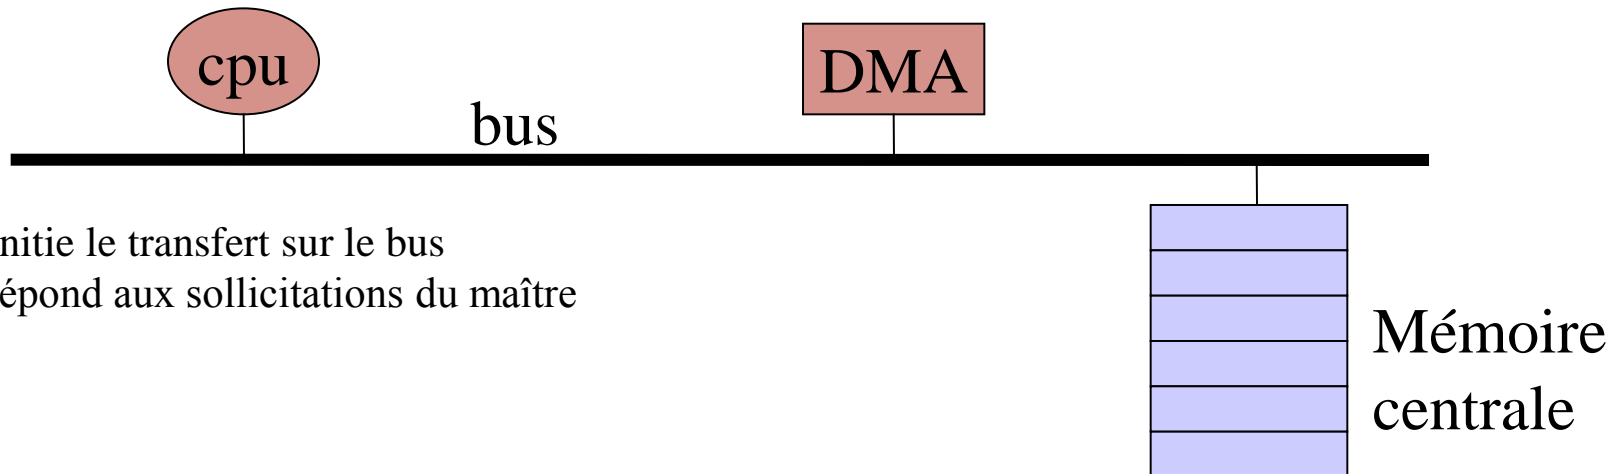 cpu
DMA
bus
nitie le transfert sur le bus
épond aux sollicitations du maître
Mémoire
centrale